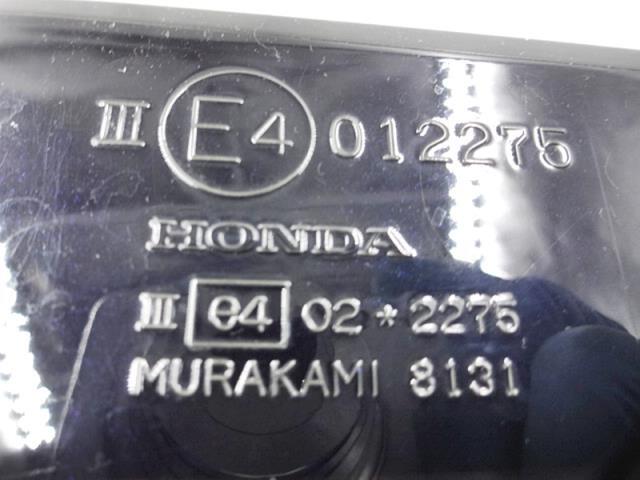 III E4 012275
HONDA
III e4 02*2275
MURAKAMI 8131